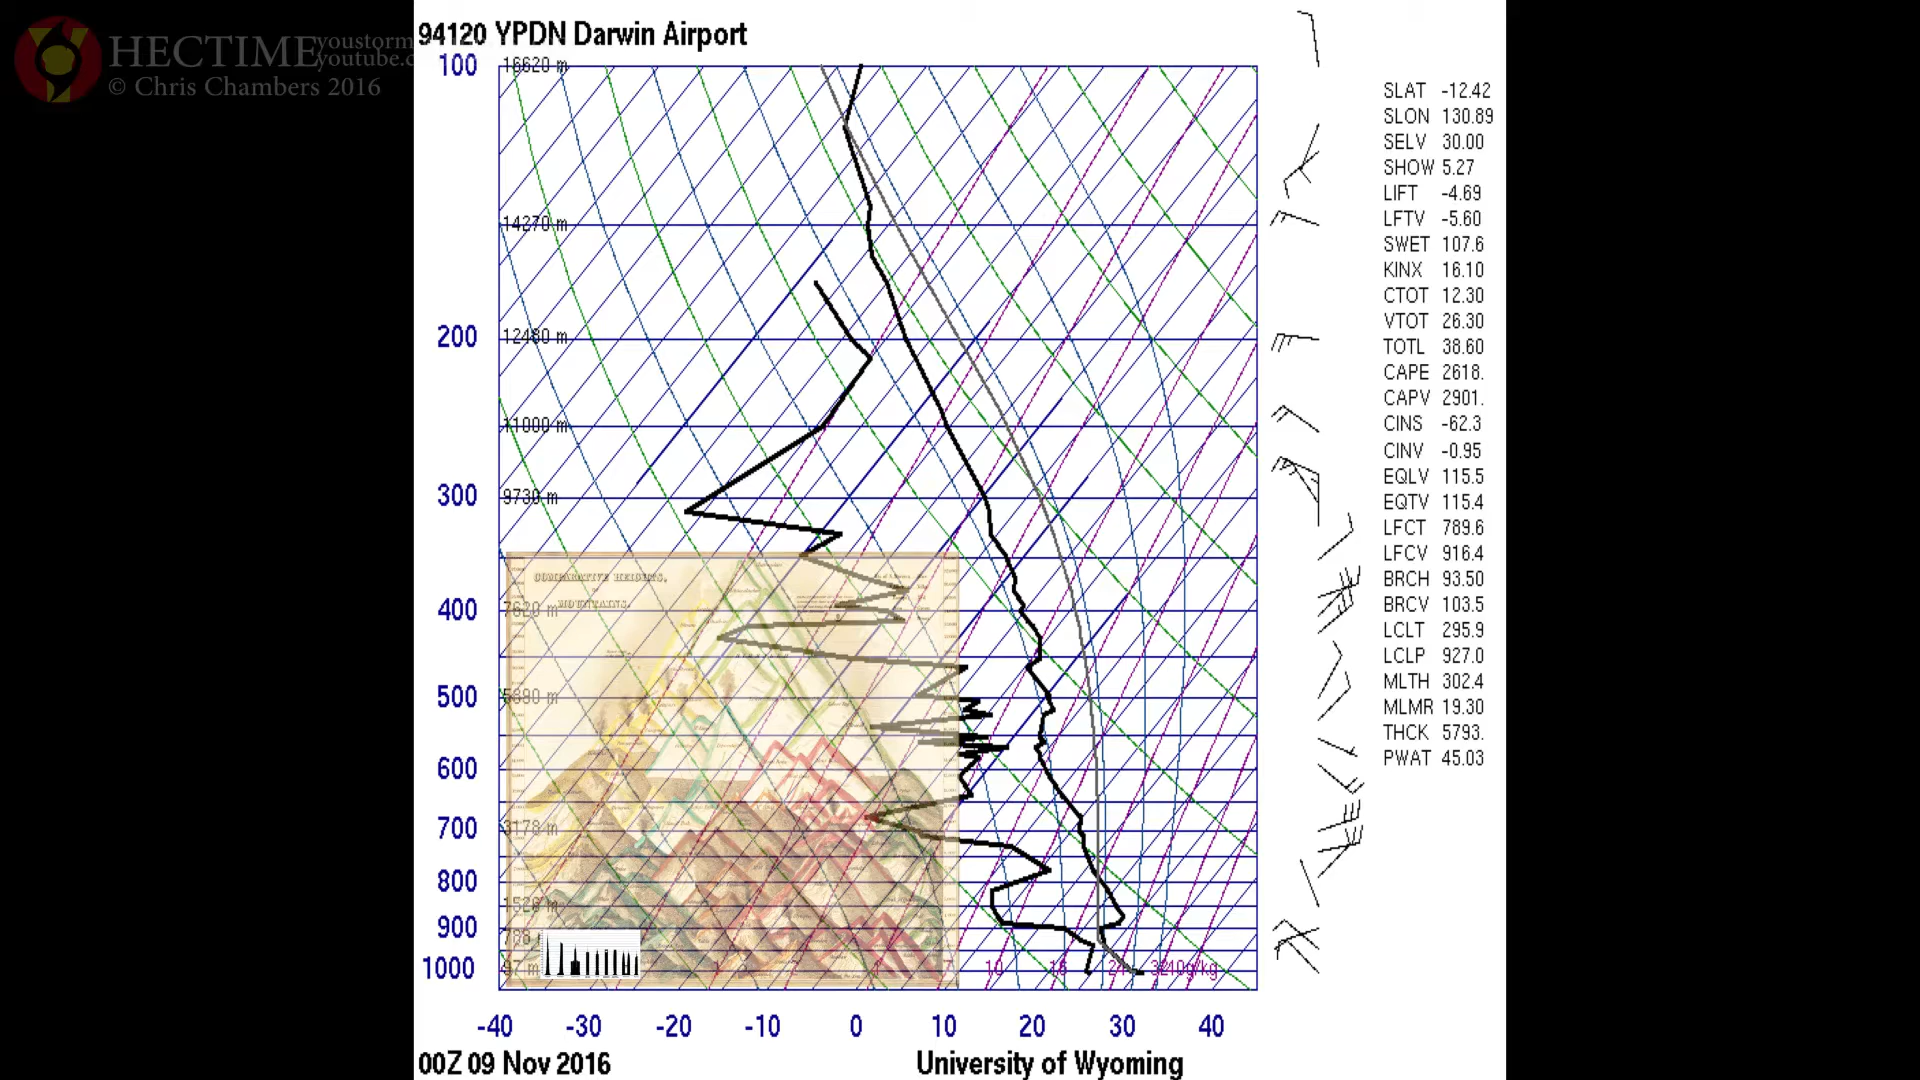 HECTIME
youstorm
youtube.c
© Chris Chambers 2016
94120 YPDN Darwin Airport
100
16620 m
14270 m
200
12480 m
11000 m
300
9730 m
COMPARATIVE HEIGHTS,
MOUNTAINS.
400
7620 m
500
5890 m
600
700
3178 m
800
1528 m
900
1000
97 m
10
16
24
32
40g/kg
-40 -30 -20 -10 0 10 20 30 40
00Z 09 Nov 2016
University of Wyoming
SLAT -12.42
SLON 130.89
SELV 30.00
SHOW 5.27
LIFT -4.69
LFTV -5.60
SWET 107.6
KINX 16.10
CTOT 12.30
VTOT 26.30
TOTL 38.60
CAPE 2618.
CAPV 2901.
CINS -62.3
CINV -0.95
EQLV 115.5
EQTV 115.4
LFCT 789.6
LFCV 916.4
BRCH 93.50
BRCV 103.5
LCLT 295.9
LCLP 927.0
MLTH 302.4
MLMR 19.30
THCK 5793.
PWAT 45.03